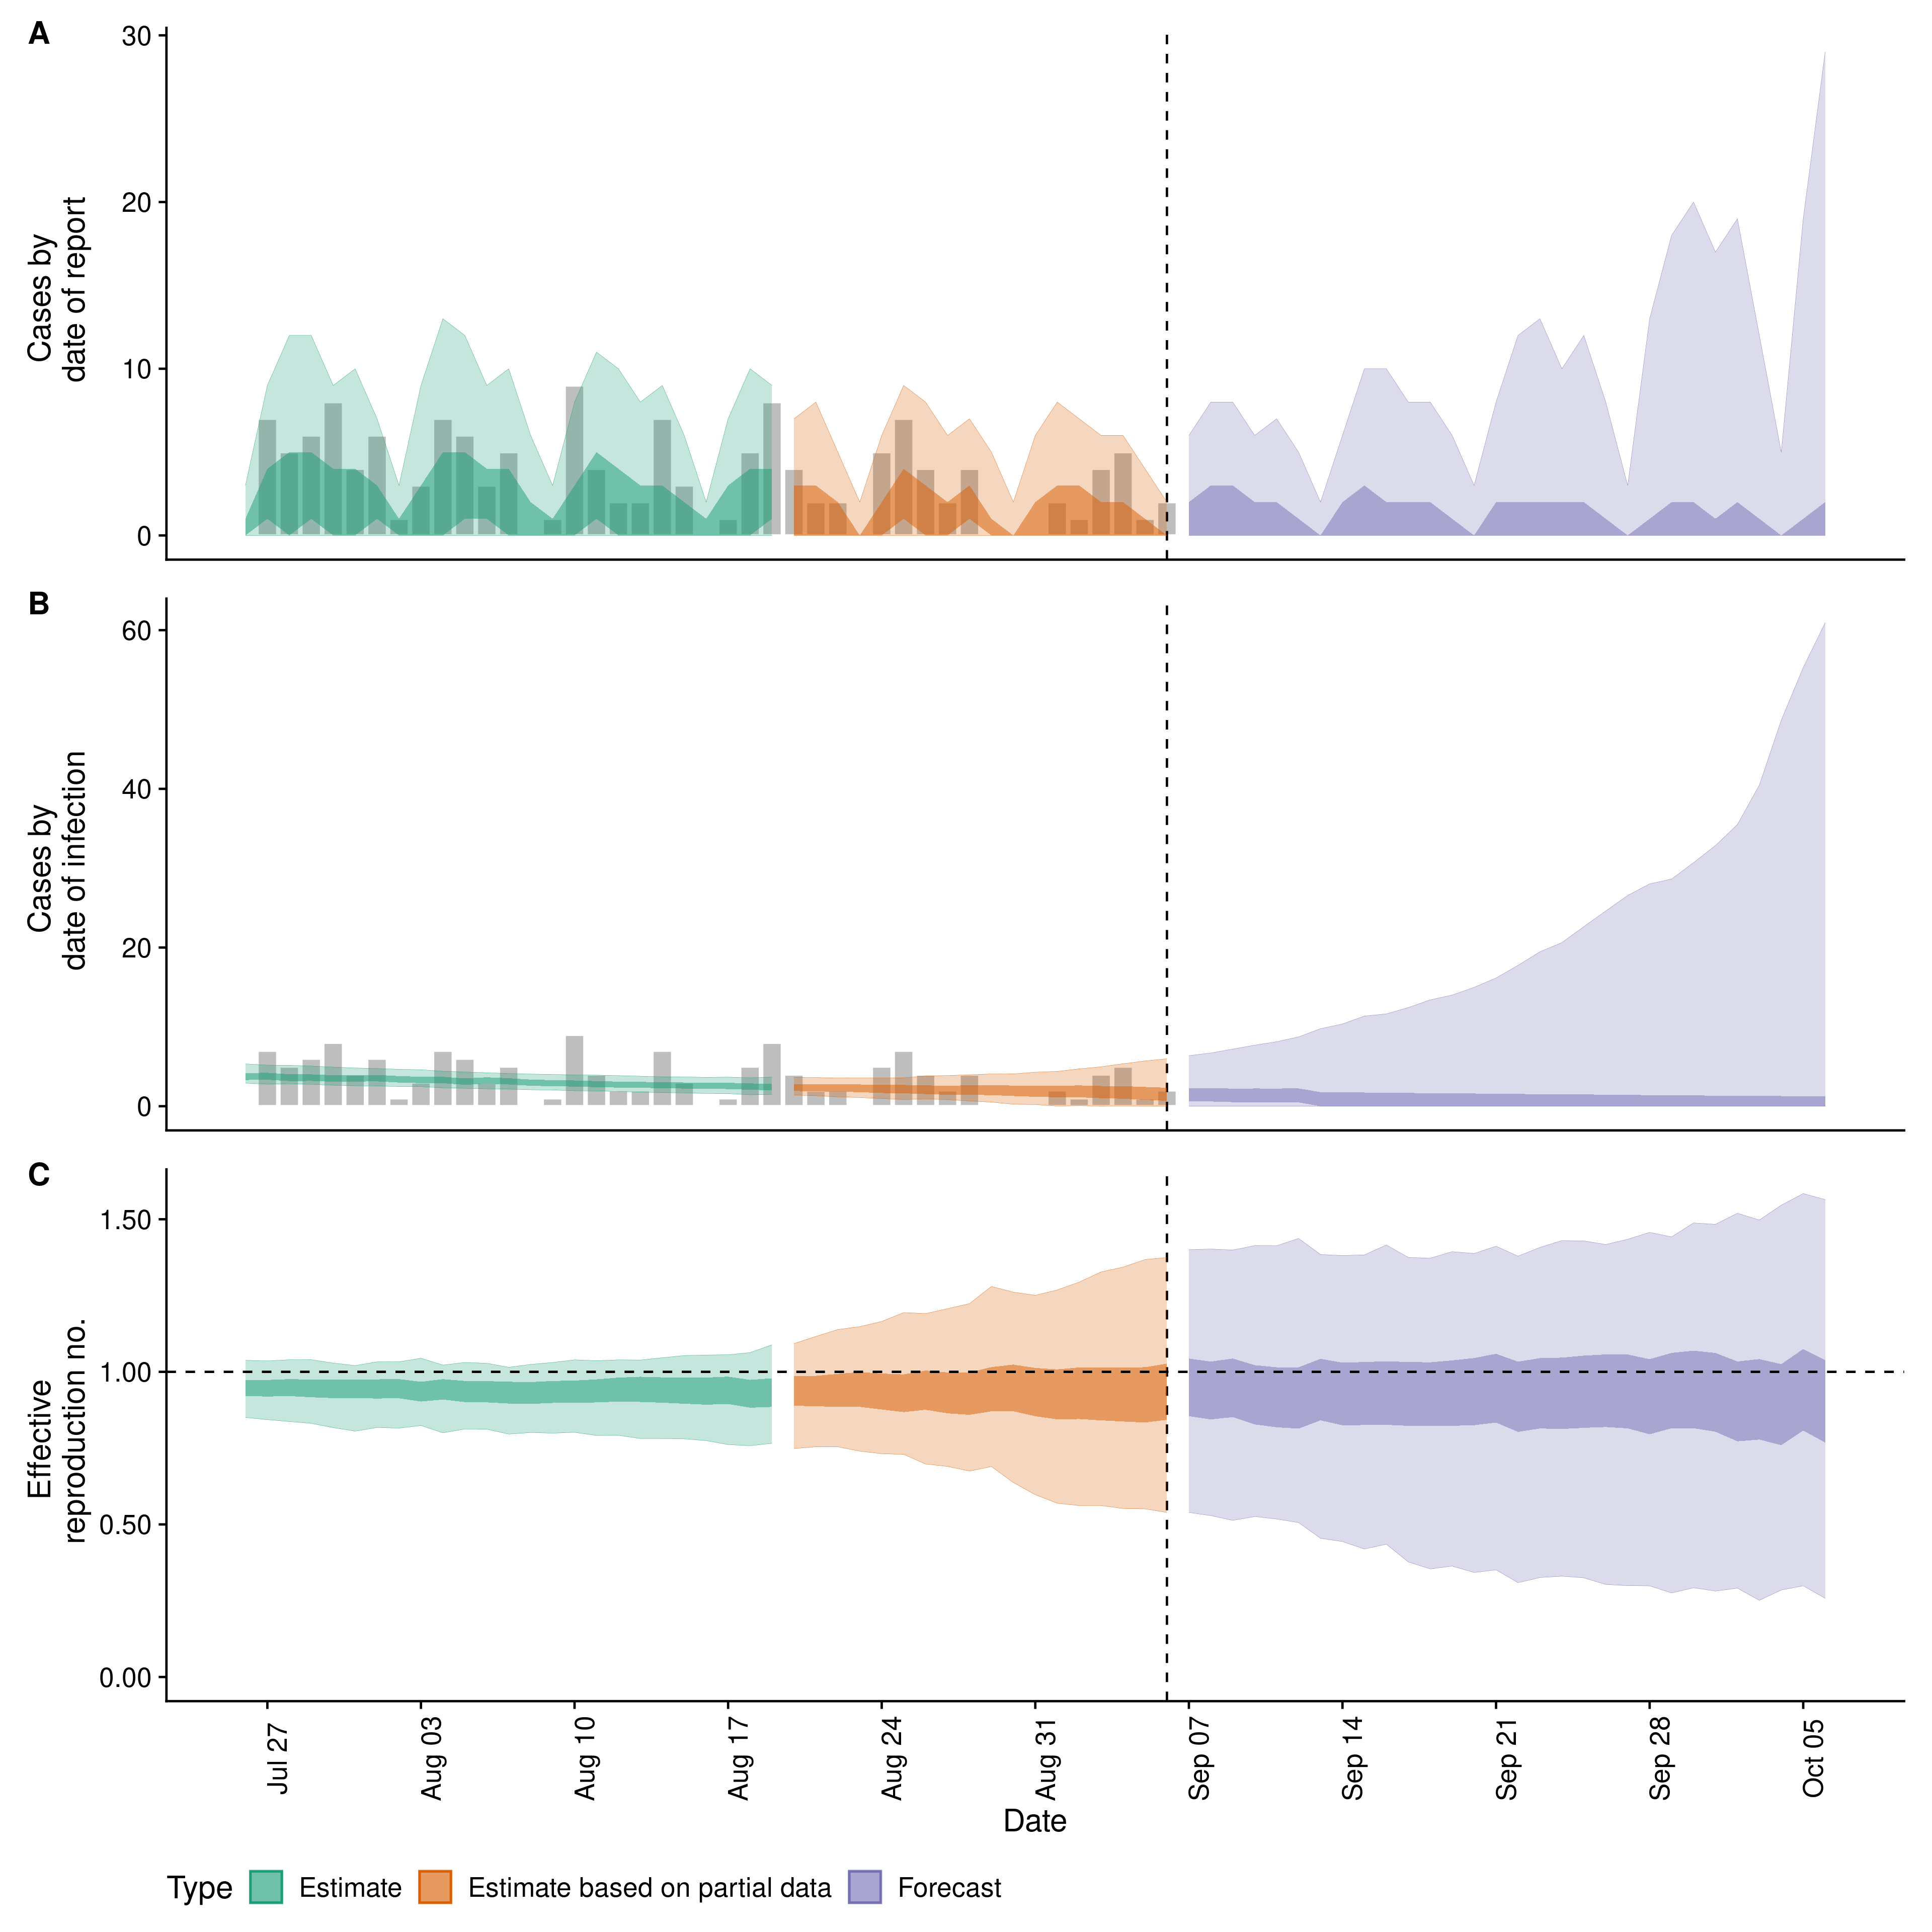 A
30
20
10
0
Cases by
date of report
B
60
40
20
0
Cases by
date of infection
C
1.50
1.00
0.50
0.00
Effective
reproduction no.
Jul 27
Aug 03
Aug 10
Aug 17
Aug 24
Aug 31
Sep 07
Sep 14
Sep 21
Sep 28
Oct 05
Date
Type Estimate Estimate based on partial data Forecast